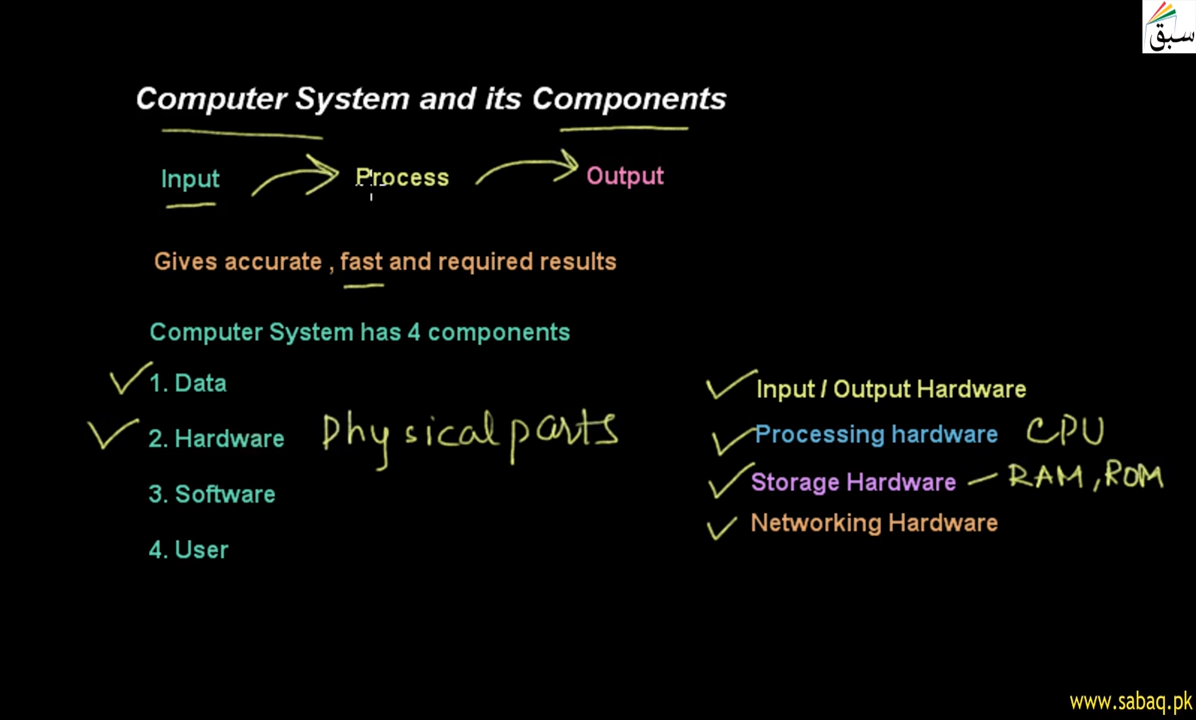 سبق
Computer System and its Components
Input Process Output
Gives accurate , fast and required results
Computer System has 4 components
1. Data
2. Hardware Physical parts
3. Software
4. User
Input / Output Hardware
Processing hardware CPU
Storage Hardware – RAM, ROM
Networking Hardware
www.sabaq.pk